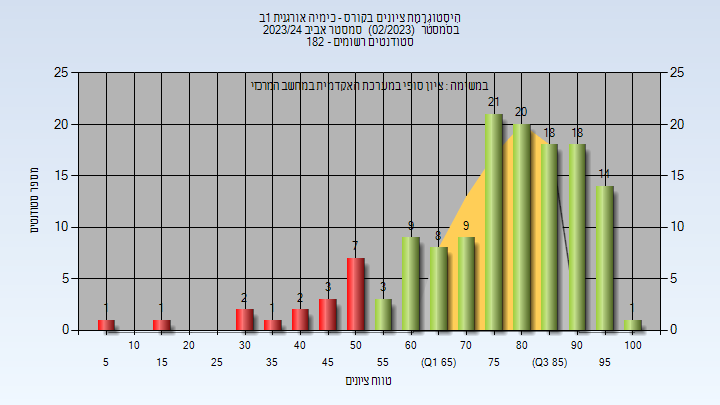 היסטוגרמת ציונים בקורס - כימיה אורגנית 1ב
בסמסטר (02/2023) סמסטר אביב 2023/24
סטודנטים רשומים - 182
במשימה : ציון סופי במערכת האקדמית במחשב המרכזי
מספר סטודנטים
25 25
20 20
15 15
10 10
5 5
0 0
1 1 2 1 2 3 7 3 9 8 9 21 20 18 18 14 1
10 20 30 40 50 60 70 80 90 100
5 15 25 35 45 55 (Q1 65) 75 (Q3 85) 95
טווח ציונים